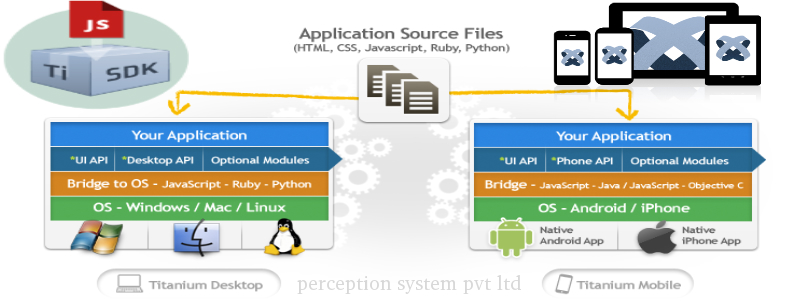 JS
Ti SDK
Application Source Files
(HTML, CSS, Javascript, Ruby, Python)
Your Application
*UI API *Desktop API Optional Modules
Bridge to OS - JavaScript - Ruby - Python
OS - Windows / Mac / Linux
Titanium Desktop
Your Application
*UI API *Phone API Optional Modules
Bridge - JavaScript - Java / JavaScript - Objective C
OS - Android / iPhone
Native
Android App
Native
iPhone App
Titanium Mobile
perception system pvt ltd